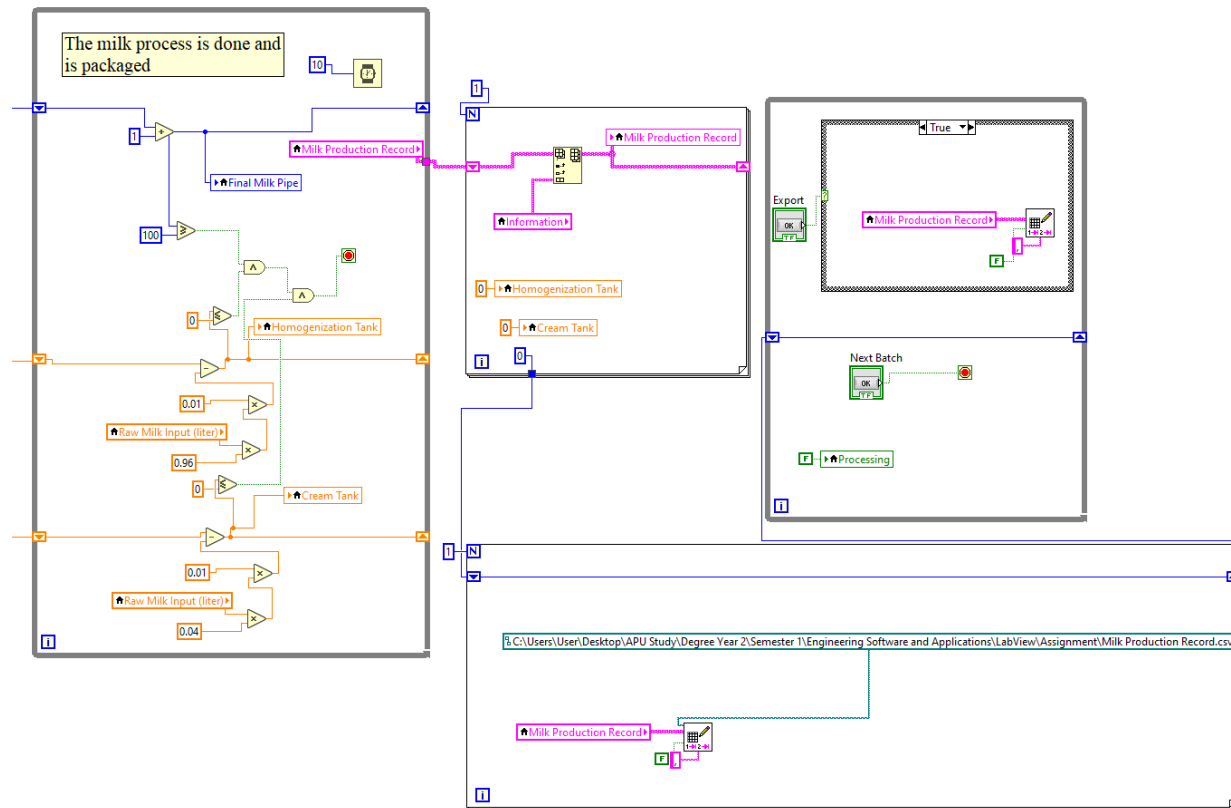 The milk process is done and
is packaged
10
1
Milk Production Record
Final Milk Pipe
100
0
Homogenization Tank
0.01
Raw Milk Input (liter)
0.96
0
Cream Tank
0.01
Raw Milk Input (liter)
0.04
i
1
N
Milk Production Record
Information
0
Homogenization Tank
0
Cream Tank
0
i
True
Export
OK
TF
?
Milk Production Record
F
Next Batch
OK
TF
F
Processing
i
1
N
C:\Users\User\Desktop\APU Study\Degree Year 2\Semester 1\Engineering Software and Applications\LabView\Assignment\Milk Production Record.csv
Milk Production Record
F
i